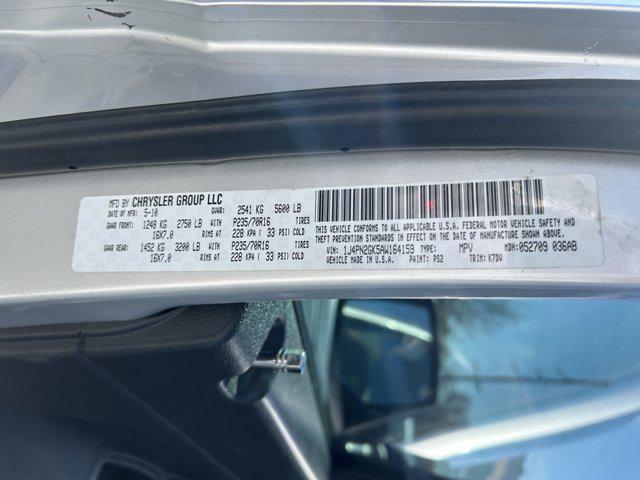 MFD BY CHRYSLER GROUP LLC
DATE OF MFR: 5-10 GVWR: 2541 KG 5600 LB
GAWR FRONT: 1248 KG 2750 LB WITH P235/70R16 TIRES
16X7.0 RIMS AT 228 KPA ( 33 PSI) COLD
GAWR REAR: 1452 KG 3200 LB WITH P235/70R16 TIRES
16X7.0 RIMS AT 228 KPA ( 33 PSI) COLD
THIS VEHICLE CONFORMS TO ALL APPLICABLE U.S.A. FEDERAL MOTOR VEHICLE SAFETY AND
THEFT PREVENTION STANDARDS IN EFFECT ON THE DATE OF MANUFACTURE SHOWN ABOVE.
VIN: 1J4PN2GK5AW164159 TYPE: MPV MDH: 052709 036AB
VEHICLE MADE IN U.S.A. PAINT: PS2 TRIM: K7DV